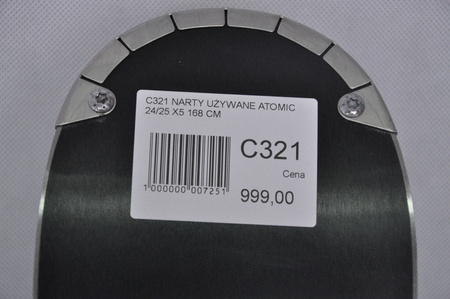 C321 NARTY UŻYWANE ATOMIC
24/25 X5 168 CM
C321
Cena
1 000000 007251
999,00